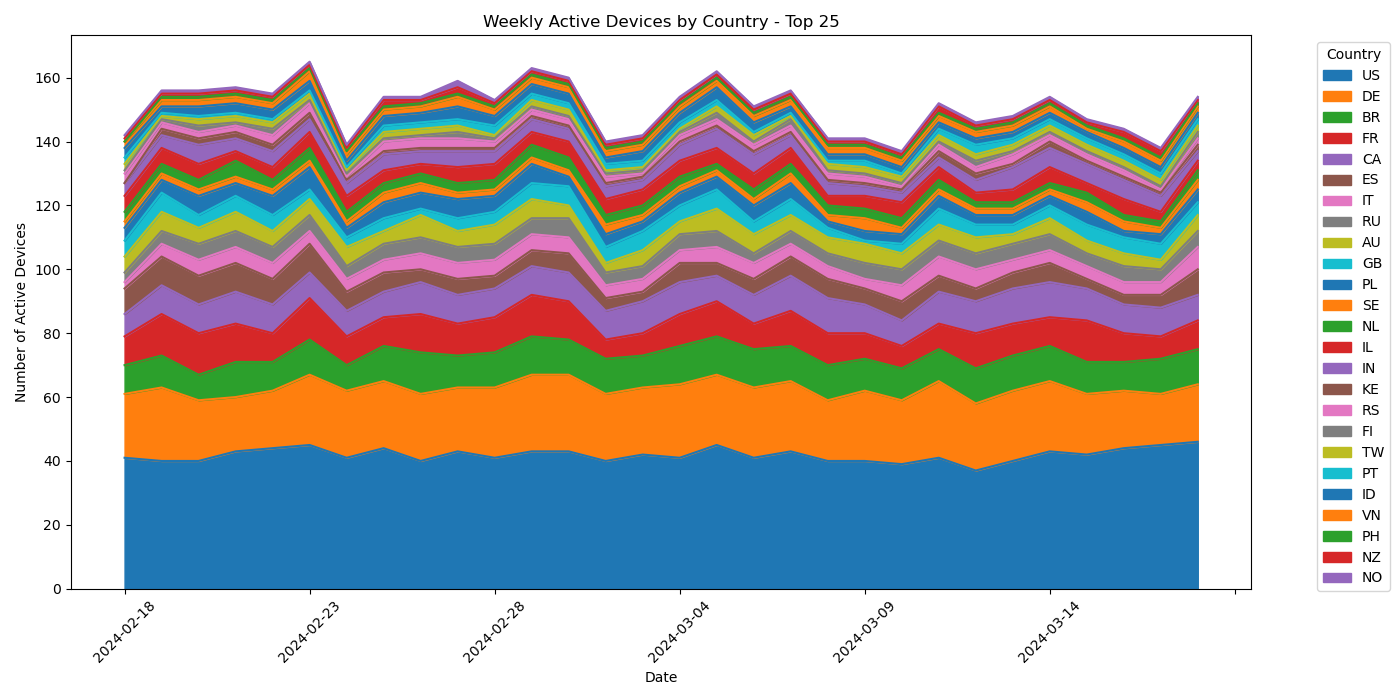 Weekly Active Devices by Country - Top 25
Number of Active Devices
160
140
120
100
80
60
40
20
0
2024-02-18
2024-02-23
2024-02-28
2024-03-04
2024-03-09
2024-03-14
Date
Country
US
DE
BR
FR
CA
ES
IT
RU
AU
GB
PL
SE
NL
IL
IN
KE
RS
FI
TW
PT
ID
VN
PH
NZ
NO